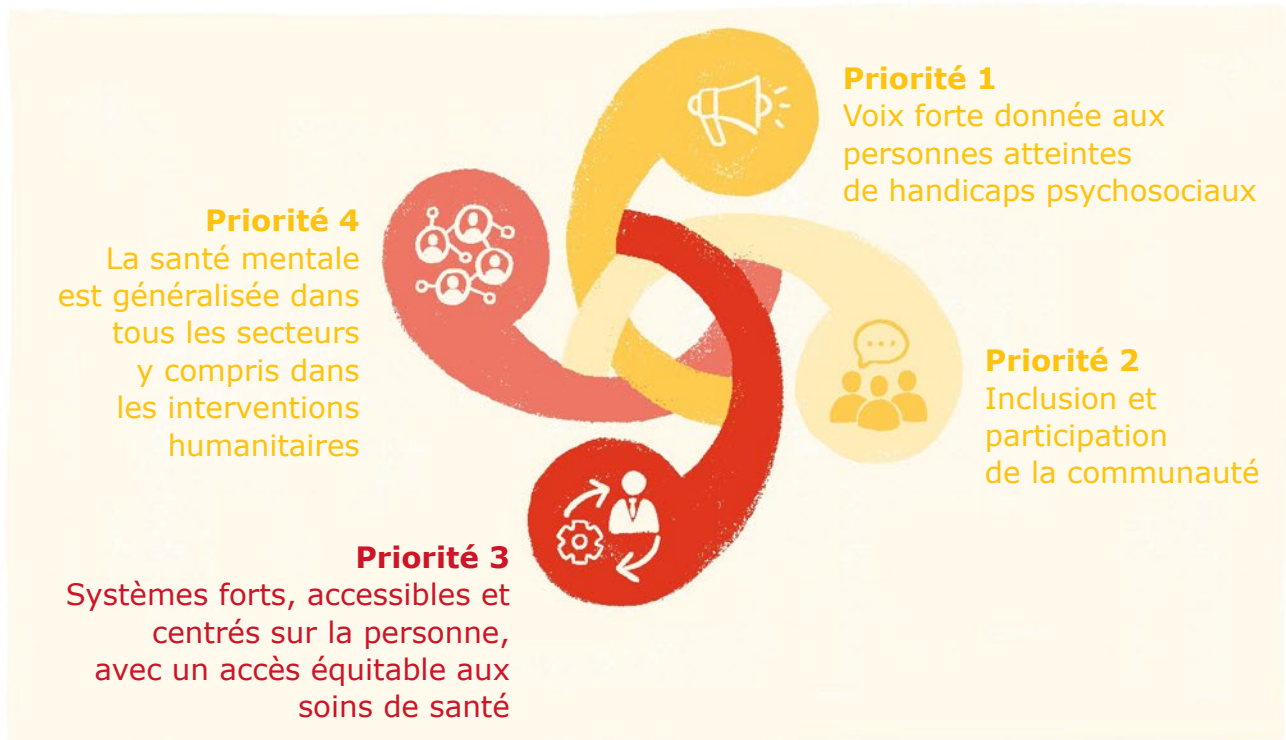 Priorité 1
Voix forte donnée aux
personnes atteintes
de handicaps psychosociaux
Priorité 2
Inclusion et
participation
de la communauté
Priorité 3
Systèmes forts, accessibles et
centrés sur la personne,
avec un accès équitable aux
soins de santé
Priorité 4
La santé mentale
est généralisée dans
tous les secteurs
y compris dans
les interventions
humanitaires